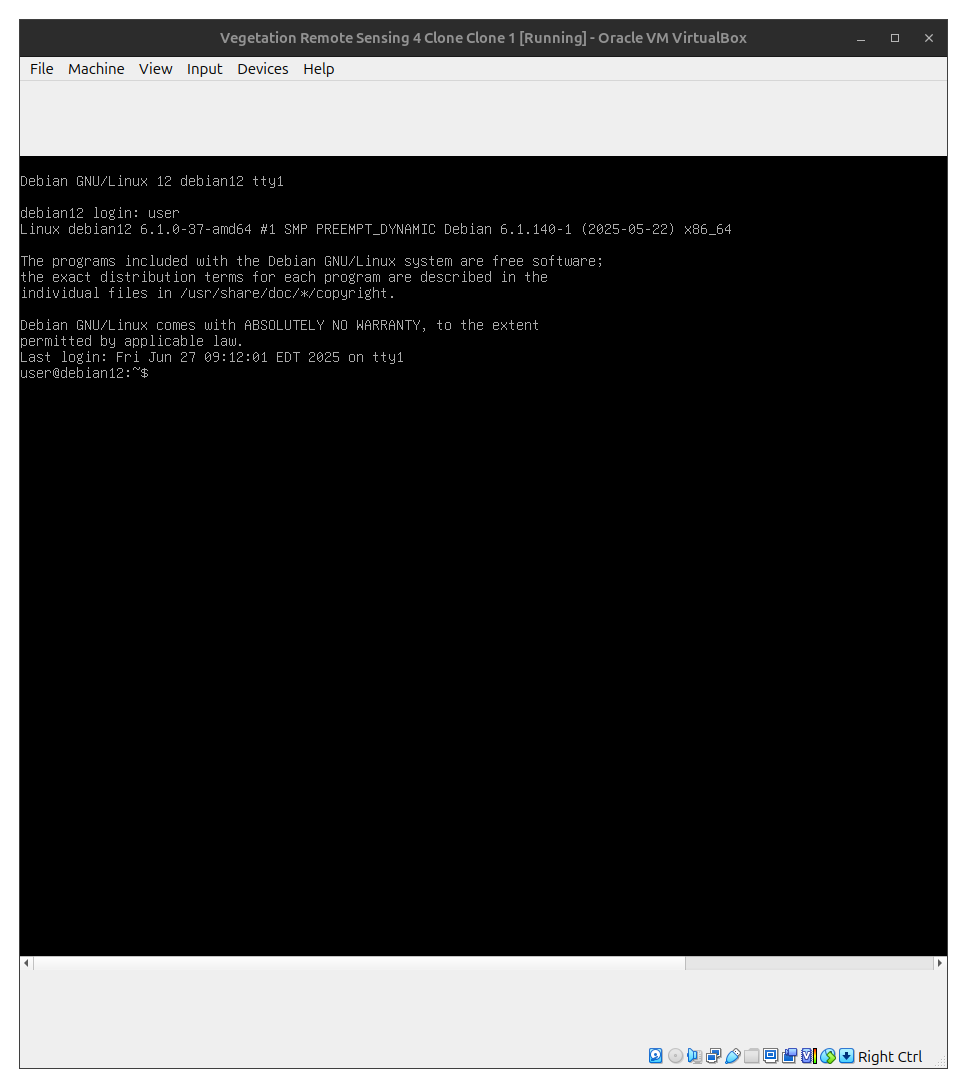 Vegetation Remote Sensing 4 Clone Clone 1 [Running] - Oracle VM VirtualBox
File Machine View Input Devices Help
Debian GNU/Linux 12 debian12 tty1
debian12 login: user
Linux debian12 6.1.0-37-amd64 #1 SMP PREEMPT_DYNAMIC Debian 6.1.140-1 (2025-05-22) x86_64
The programs included with the Debian GNU/Linux system are free software;
the exact distribution terms for each program are described in the
individual files in /usr/share/doc/*/copyright.
Debian GNU/Linux comes with ABSOLUTELY NO WARRANTY, to the extent
permitted by applicable law.
Last login: Fri Jun 27 09:12:01 EDT 2025 on tty1
user@debian12:~$
Right Ctrl